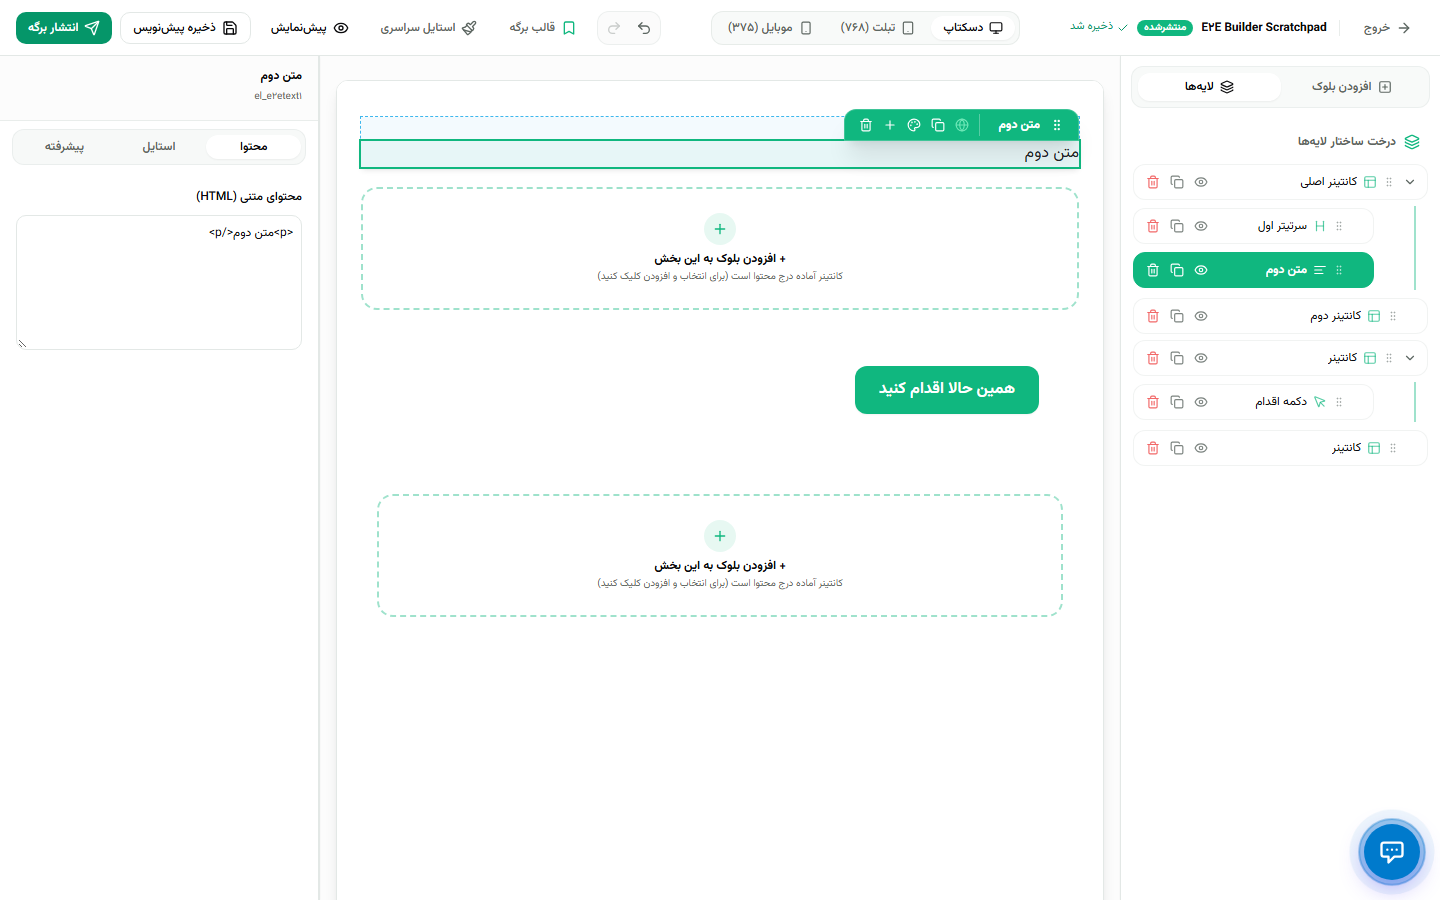 خروج
E۲E Builder Scratchpad
منتشرشده
ذخیره شد
دسکتاپ
تبلت (۷۶۸)
موبایل (۳۷۵)
قالب برگه
استایل سراسری
پیش‌نمایش
ذخیره پیش‌نویس
انتشار برگه
افزودن بلوک
لایه‌ها
درخت ساختار لایه‌ها
کانتینر اصلی
سرتیتر اول
متن دوم
کانتینر دوم
کانتینر
دکمه اقدام
کانتینر
متن دوم
متن دوم
+ افزودن بلوک به این بخش
کانتینر آماده درج محتوا است (برای انتخاب و افزودن کلیک کنید)
همین حالا اقدام کنید
+ افزودن بلوک به این بخش
کانتینر آماده درج محتوا است (برای انتخاب و افزودن کلیک کنید)
متن دوم
el_e۲etext۱
محتوا
استایل
پیشرفته
محتوای متنی (HTML)
<p>متن دوم</p>